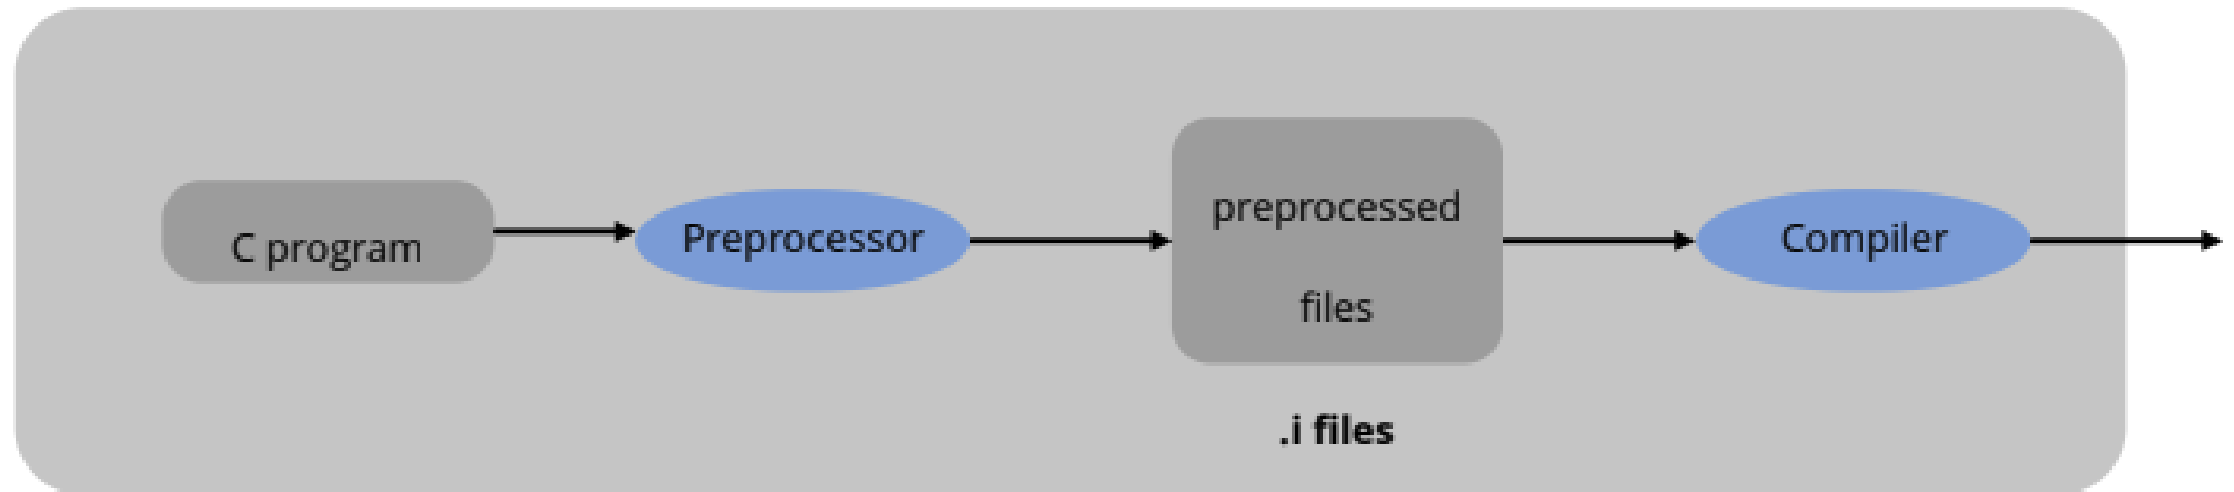 C program
Preprocessor
preprocessed
files
.i files
Compiler